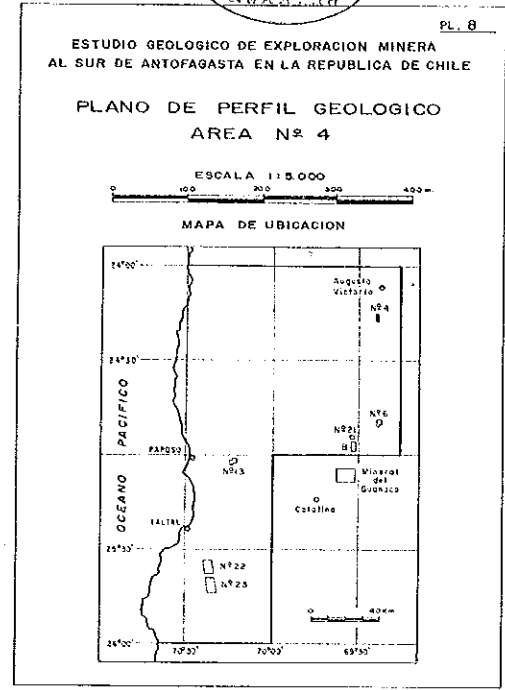 PL. 8
ESTUDIO GEOLOGICO DE EXPLORACION MINERA
AL SUR DE ANTOFAGASTA EN LA REPUBLICA DE CHILE
PLANO DE PERFIL GEOLOGICO
AREA Nº 4
ESCALA 1:5.000
0 100 200 300 400 m.
MAPA DE UBICACION
24°00'
Augusta
Victoria
Nº4
24°30'
OCEANO PACIFICO
Nº6
Nº21
B
PAPOSO
Nº13
Mineral
del
Guanaco
Catalina
TALTAL
25°30'
Nº22
Nº23
0 40Km
26°00'
70°30' 70°00' 69°30'